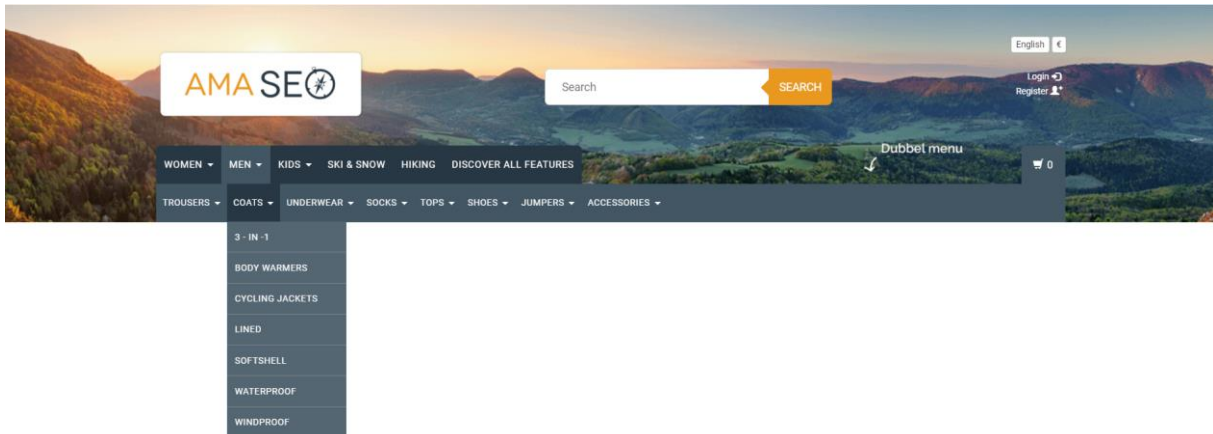 English €
AMA SEO
Search SEARCH
Login
Register
Dubbel menu
WOMEN MEN KIDS SKI & SNOW HIKING DISCOVER ALL FEATURES 0
TROUSERS COATS UNDERWEAR SOCKS TOPS SHOES JUMPERS ACCESSORIES
3 - IN -1
BODY WARMERS
CYCLING JACKETS
LINED
SOFTSHELL
WATERPROOF
WINDPROOF